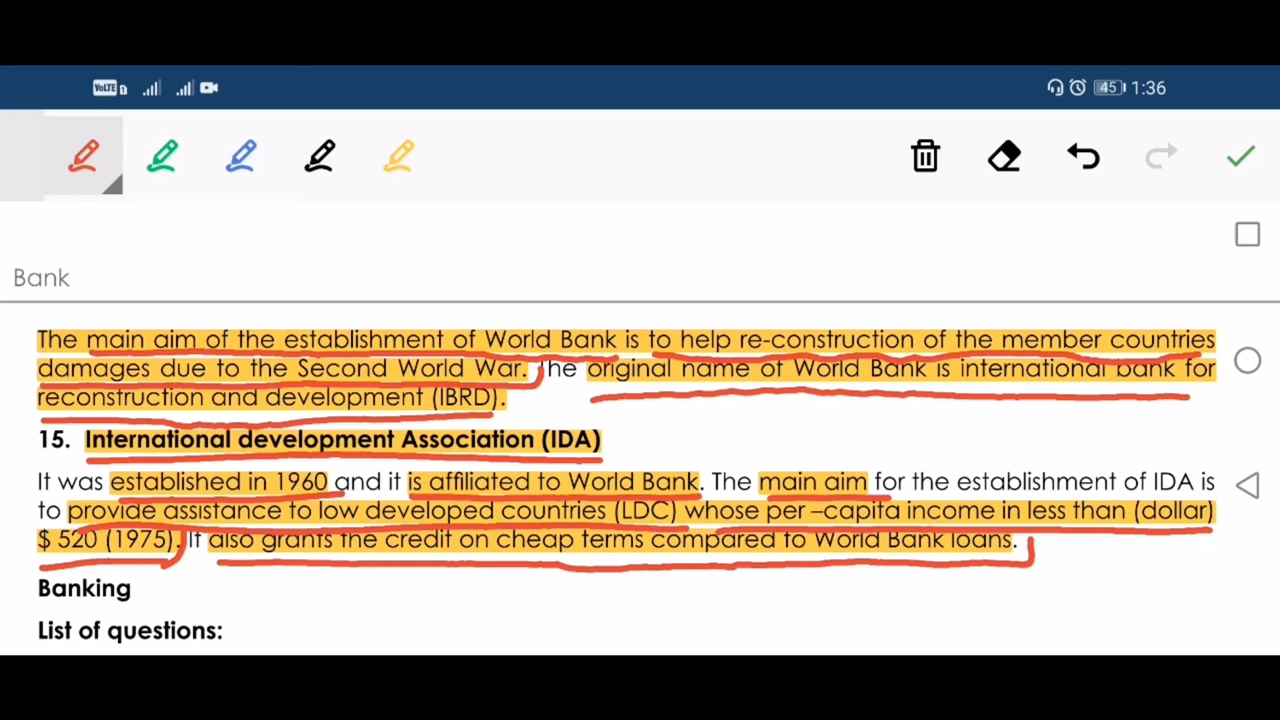 VoLTE 1 45 1:36
Bank
The main aim of the establishment of World Bank is to help re-construction of the member countries
damages due to the Second World War. The original name of World Bank is international bank for
reconstruction and development (IBRD).
15. International development Association (IDA)
It was established in 1960 and it is affiliated to World Bank. The main aim for the establishment of IDA is
to provide assistance to low developed countries (LDC) whose per –capita income in less than (dollar)
$ 520 (1975). It also grants the credit on cheap terms compared to World Bank loans.
Banking
List of questions: